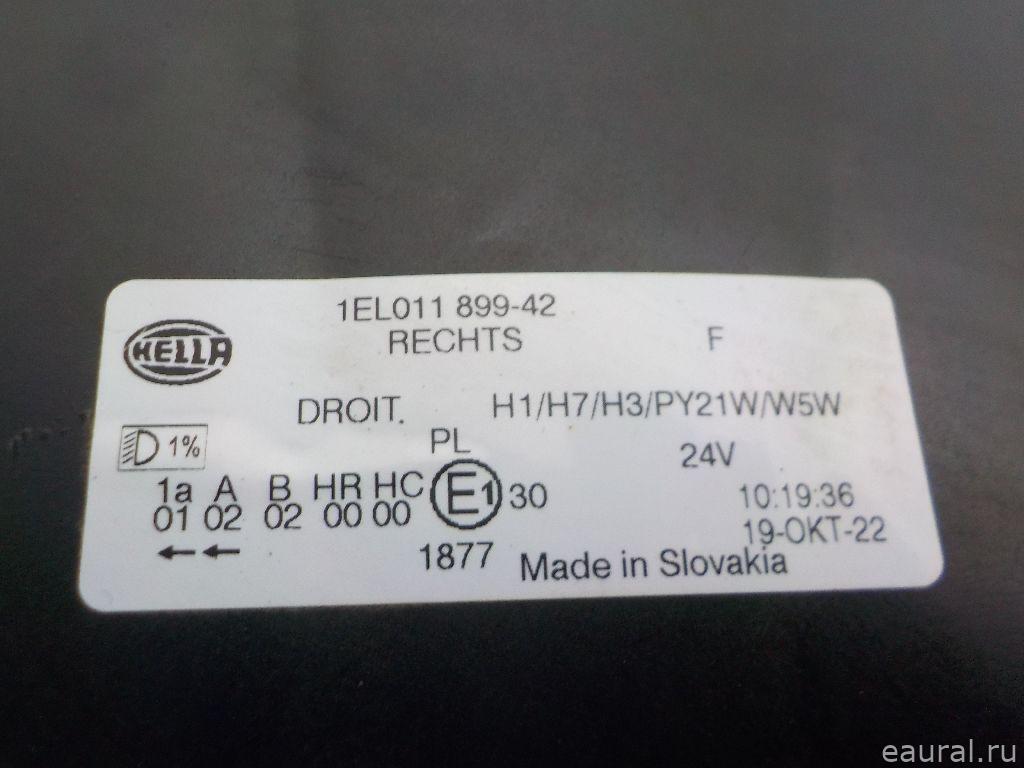 1EL011 899-42
HELLA
RECHTS F
DROIT. H1/H7/H3/PY21W/W5W
1% PL 24V
1a A B HR HC E1 30 10:19:36
01 02 02 00 00 19-OKT-22
1877 Made in Slovakia
eaural.ru